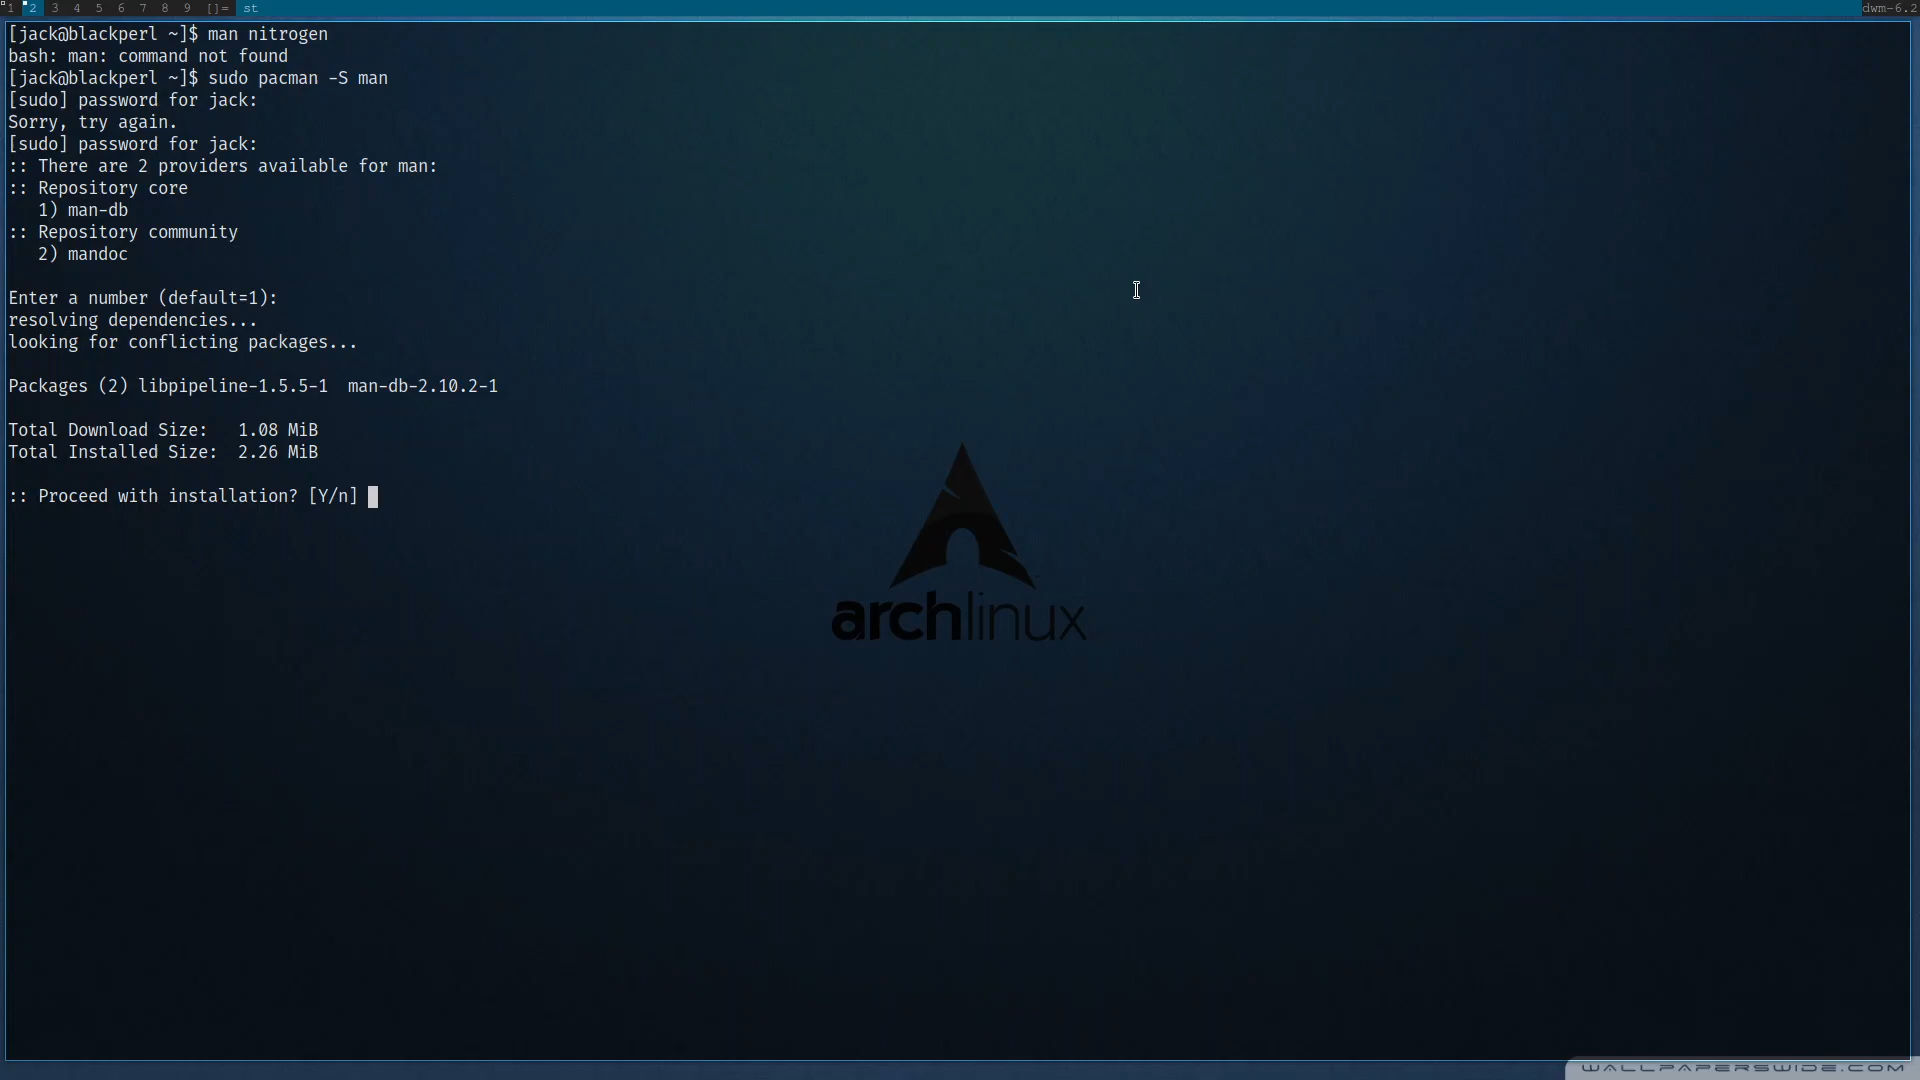 1 2 3 4 5 6 7 8 9 []= st dwm-6.2
[jack@blackperl ~]$ man nitrogen
bash: man: command not found
[jack@blackperl ~]$ sudo pacman -S man
[sudo] password for jack:
Sorry, try again.
[sudo] password for jack:
:: There are 2 providers available for man:
:: Repository core
   1) man-db
:: Repository community
   2) mandoc
Enter a number (default=1):
resolving dependencies...
looking for conflicting packages...
Packages (2) libpipeline-1.5.5-1  man-db-2.10.2-1
Total Download Size:   1.08 MiB
Total Installed Size:  2.26 MiB
:: Proceed with installation? [Y/n]
archlinux
WALLPAPERSWIDE.COM